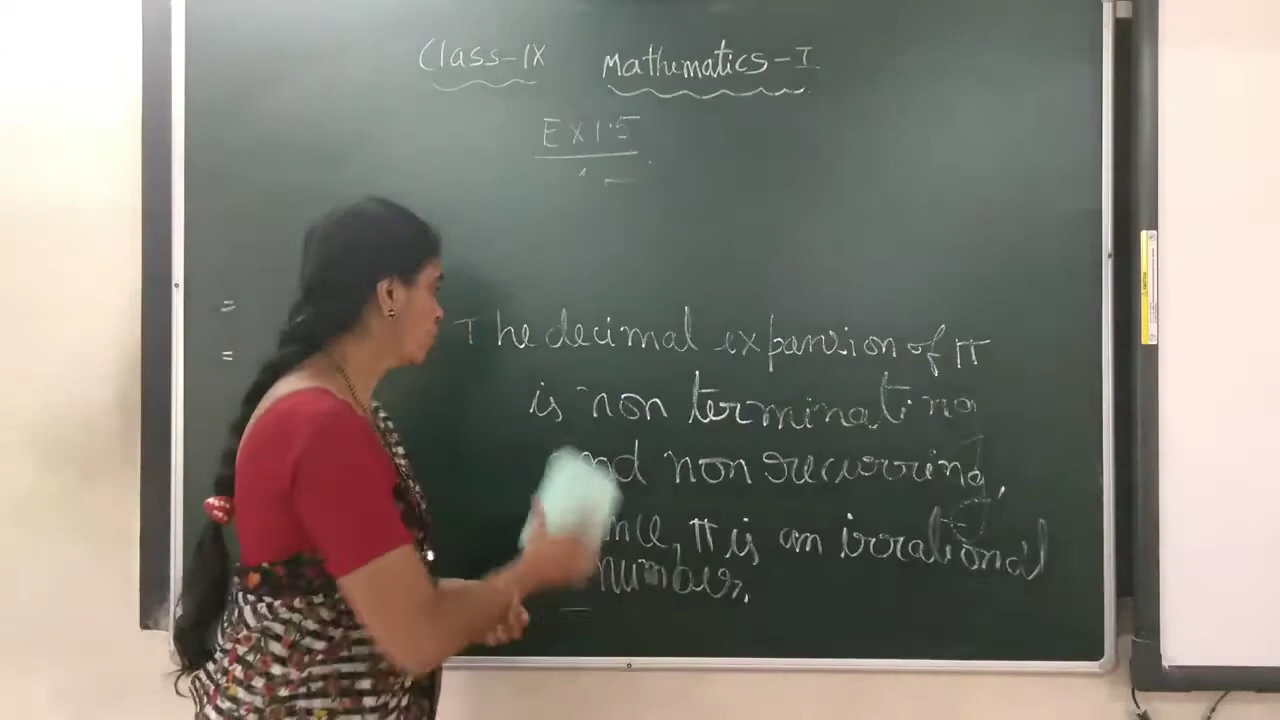 Class-IX Mathematics-I
EX 1.5
=
=
The decimal expansion of π
is non terminating
and non recurring,
π is an irrational
number.